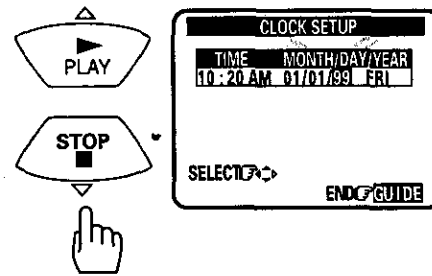 PLAY
STOP
CLOCK SETUP
TIME MONTH/DAY/YEAR
10:20 AM 01/01/99 FRI
SELECT
END GUIDE